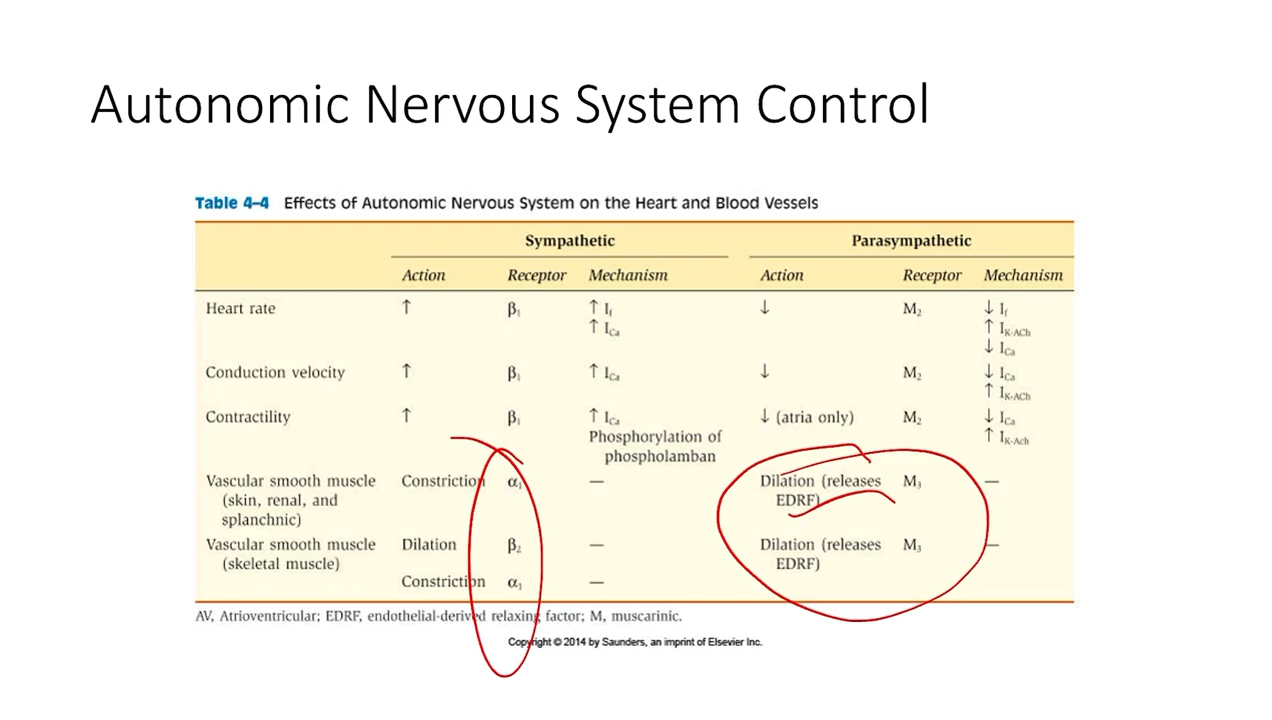 Autonomic Nervous System Control
Table 4–4 Effects of Autonomic Nervous System on the Heart and Blood Vessels
Sympathetic Parasympathetic
Action Receptor Mechanism Action Receptor Mechanism
Heart rate ↑ β₁ ↑ If ↓ M₂ ↓ If
↑ ICa ↑ IK-ACh
↓ ICa
Conduction velocity ↑ β₁ ↑ ICa ↓ M₂ ↓ ICa
↑ IK-ACh
Contractility ↑ β₁ ↑ ICa ↓ (atria only) M₂ ↓ ICa
Phosphorylation of ↑ IK-Ach
phospholamban
Vascular smooth muscle Constriction α₁ — Dilation (releases M₃ —
(skin, renal, and EDRF)
splanchnic)
Vascular smooth muscle Dilation β₂ — Dilation (releases M₃ —
(skeletal muscle) EDRF)
Constriction α₁ —
AV, Atrioventricular; EDRF, endothelial-derived relaxing factor; M, muscarinic.
Copyright © 2014 by Saunders, an imprint of Elsevier Inc.